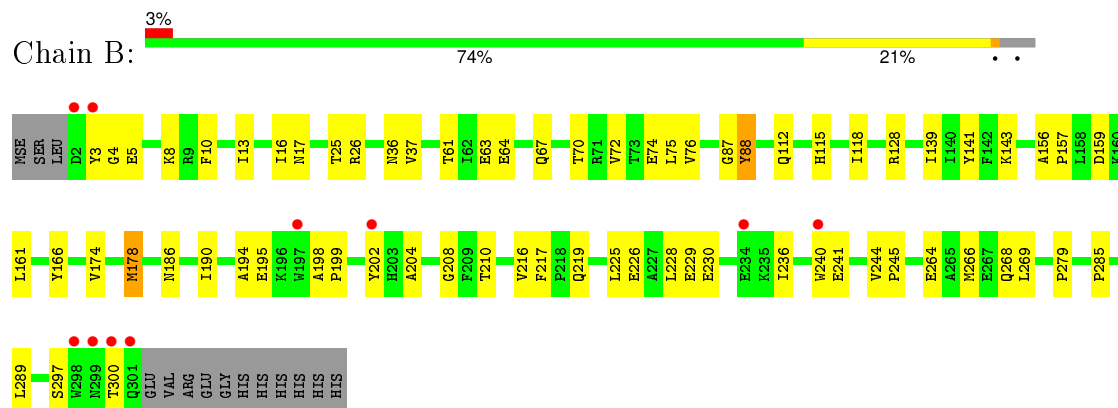 3%
Chain B:
74% 21% • •
MSE SER LEU D2 Y3 G4 E5 K8 R9 F10 I13 I16 N17 T25 R26 N36 V37 T61 I62 E63 E64 Q67 T70 R71 V72 T73 E74 L75 V76 G87 Y88 Q112 H115 I118 R128 I139 I140 Y141 F142 K143 A156 P157 L158 D159 K160
L161 Y166 V174 M178 N186 I190 A194 E195 K196 W197 A198 P199 Y202 H203 A204 G208 F209 T210 V216 F217 P218 Q219 L225 E226 A227 L228 E229 E230 E234 K235 I236 W240 E241 V244 P245 E264 A265 M266 E267 Q268 L269 P279 P285
L289 S297 W298 N299 T300 Q301 GLU VAL ARG GLU GLY HIS HIS HIS HIS HIS HIS